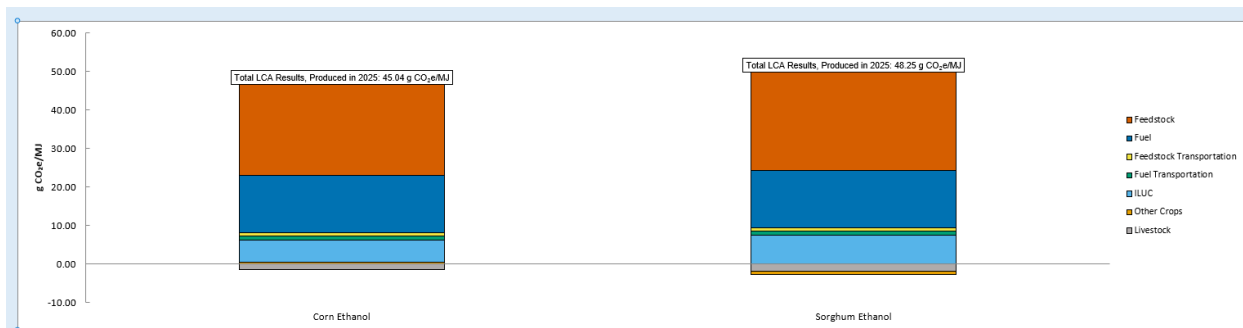 60.00
50.00
40.00
30.00
20.00
10.00
0.00
-10.00
g CO₂e/MJ
Total LCA Results, Produced in 2025: 45.04 g CO₂e/MJ
Total LCA Results, Produced in 2025: 48.25 g CO₂e/MJ
Corn Ethanol
Sorghum Ethanol
Feedstock
Fuel
Feedstock Transportation
Fuel Transportation
ILUC
Other Crops
Livestock